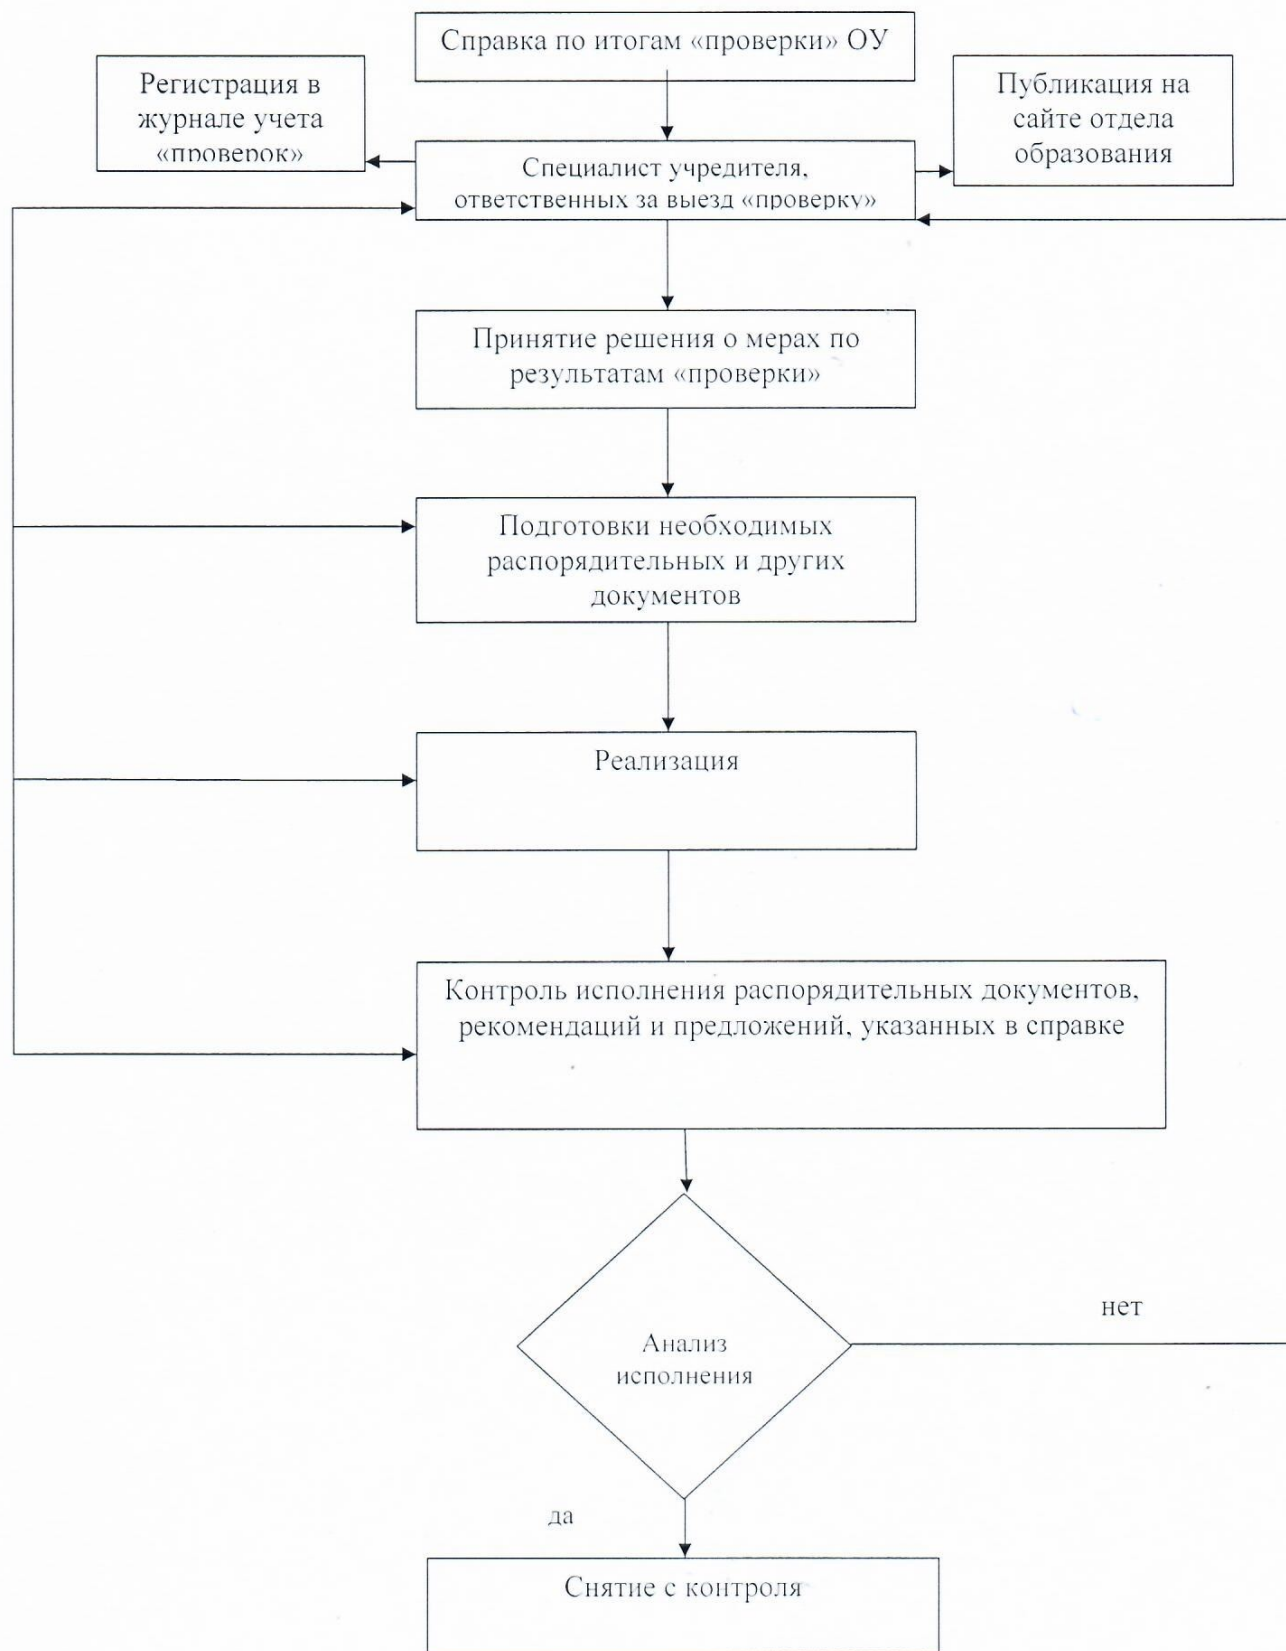 Справка по итогам «проверки» ОУ
Регистрация в
журнале учета
«проверок»
Публикация на
сайте отдела
образования
Специалист учредителя,
ответственных за выезд «проверку»
Принятие решения о мерах по
результатам «проверки»
Подготовки необходимых
распорядительных и других
документов
Реализация
Контроль исполнения распорядительных документов,
рекомендаций и предложений, указанных в справке
Анализ
исполнения
нет
да
Снятие с контроля